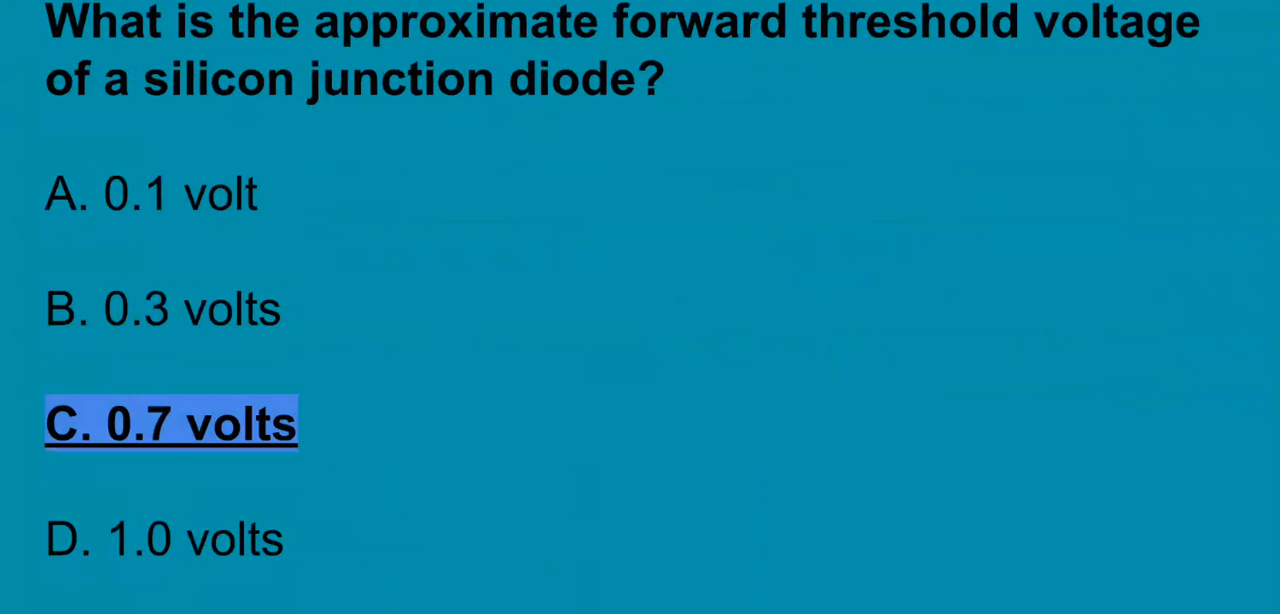 What is the approximate forward threshold voltage
of a silicon junction diode?
A. 0.1 volt
B. 0.3 volts
C. 0.7 volts
D. 1.0 volts